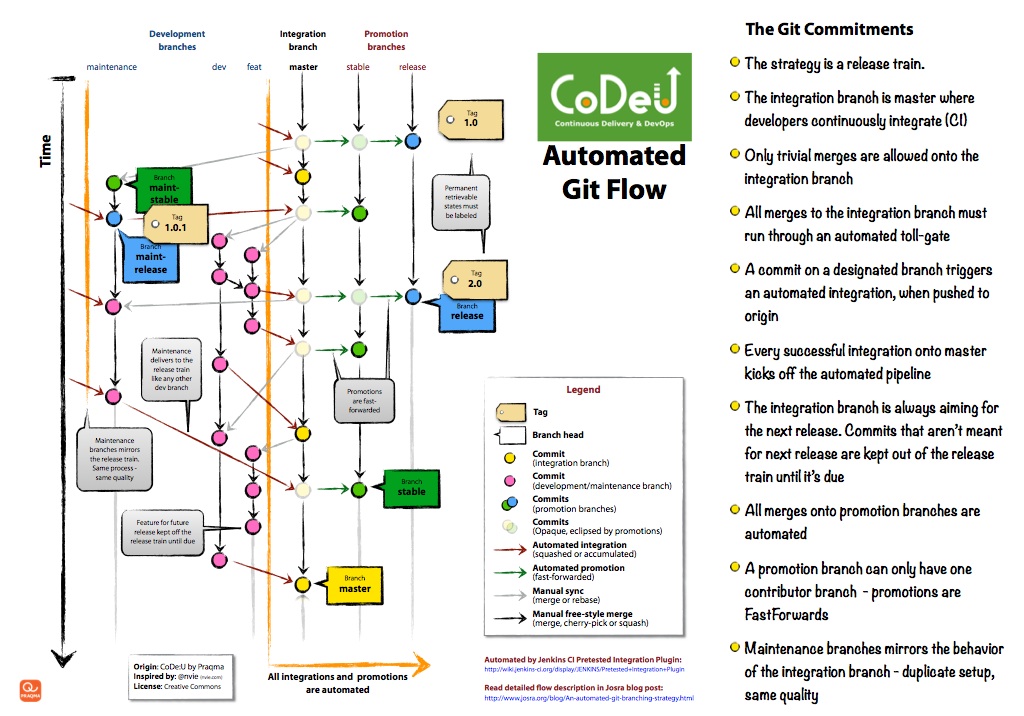 Development
branches
Integration
branch
Promotion
branches
maintenance
dev
feat
master
stable
release
Time
Tag
1.0
Branch
maint-
stable
Tag
1.0.1
Branch
maint-
release
Permanent
retrievable
states must
be labeled
Tag
2.0
Branch
release
Maintenance
delivers to the
release train
like any other
dev branch
Promotions
are fast-
forwarded
Maintenance
branches mirrors
the release train.
Same process -
same quality
Branch
stable
Feature for future
release kept off the
release train until due
Branch
master
Origin: CoDe:U by Praqma
Inspired by: @nvie (nvie.com)
License: Creative Commons
All integrations and promotions
are automated
PRAQMA
CoDeU
Continuous Delivery & DevOps
Automated
Git Flow
Legend
Tag
Branch head
Commit
(integration branch)
Commit
(development/maintenance branch)
Commits
(promotion branches)
Commits
(Opaque, eclipsed by promotions)
Automated integration
(squashed or accumulated)
Automated promotion
(fast-forwarded)
Manual sync
(merge or rebase)
Manual free-style merge
(merge, cherry-pick or squash)
Automated by Jenkins CI Pretested Integration Plugin:
http://wiki.jenkins-ci.org/display/JENKINS/Pretested+Integration+Plugin
Read detailed flow description in Josra blog post:
http://www.josra.org/blog/An-automated-git-branching-strategy.html
The Git Commitments
The strategy is a release train.
The integration branch is master where
developers continuously integrate (CI)
Only trivial merges are allowed onto the
integration branch
All merges to the integration branch must
run through an automated toll-gate
A commit on a designated branch triggers
an automated integration, when pushed to
origin
Every successful integration onto master
kicks off the automated pipeline
The integration branch is always aiming for
the next release. Commits that aren't meant
for next release are kept out of the release
train until it's due
All merges onto promotion branches are
automated
A promotion branch can only have one
contributor branch - promotions are
FastForwards
Maintenance branches mirrors the behavior
of the integration branch - duplicate setup,
same quality